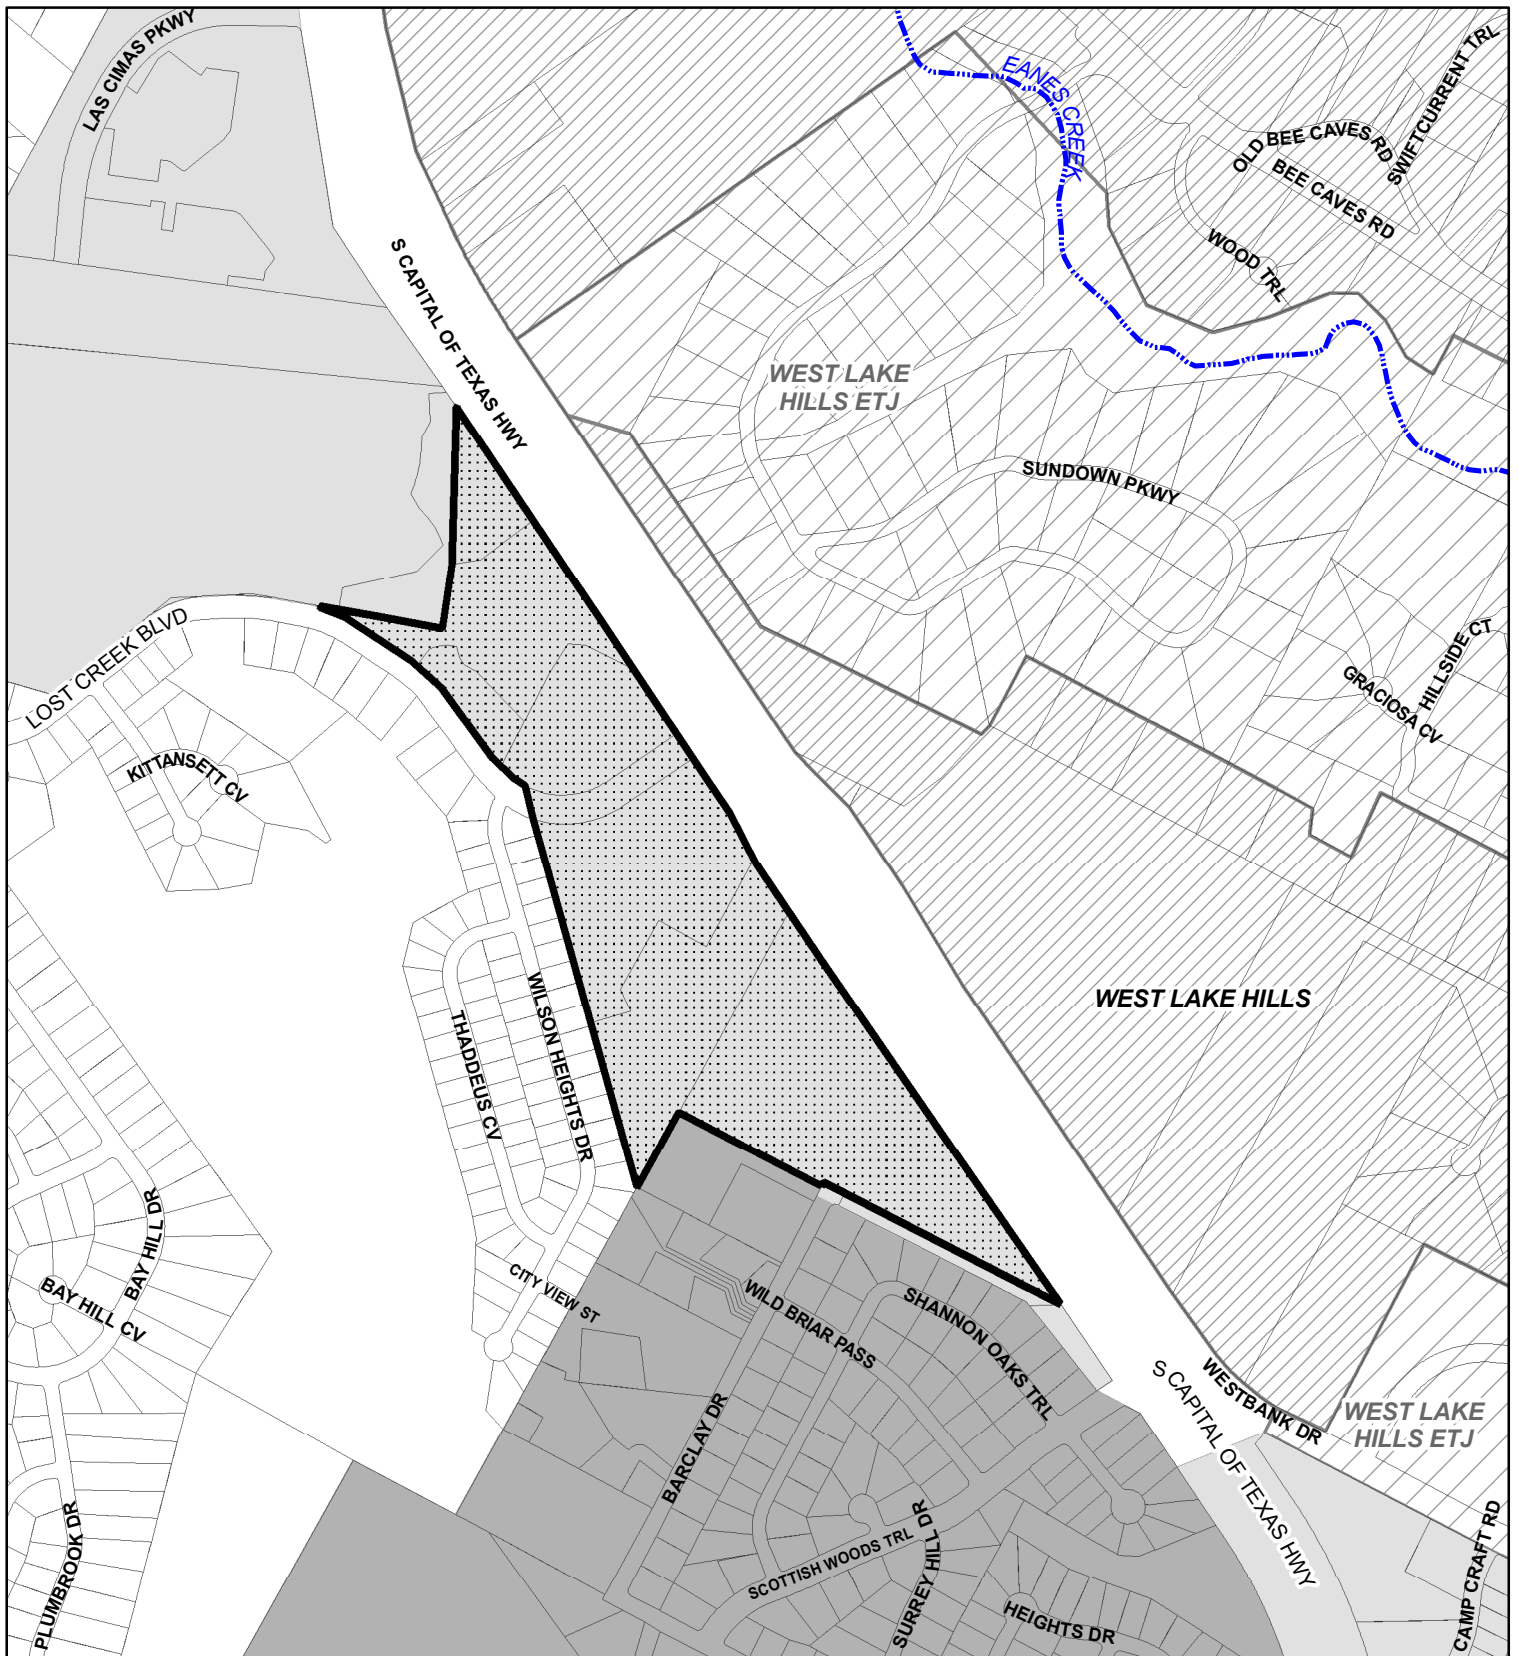 LAS CIMAS PKWY
EANES CREEK
SWIFTCURRENT TRL
OLD BEE CAVES RD
BEE CAVES RD
WOOD TRL
S CAPITAL OF TEXAS HWY
WEST LAKE
HILLS ETJ
SUNDOWN PKWY
LOST CREEK BLVD
HILLSIDE CT
GRACIOSA CV
KITTANSETT CV
WEST LAKE HILLS
WILSON HEIGHTS DR
THADDEUS CV
BAY HILL DR
BAY HILL CV
CITY VIEW ST
WILD BRIAR PASS
SHANNON OAKS TRL
BARCLAY DR
S CAPITAL OF TEXAS HWY
WESTBANK DR
WEST LAKE
HILLS ETJ
PLUMBROOK DR
SCOTTISH WOODS TRL
SURREY HILL DR
HEIGHTS DR
CAMP CRAFT RD